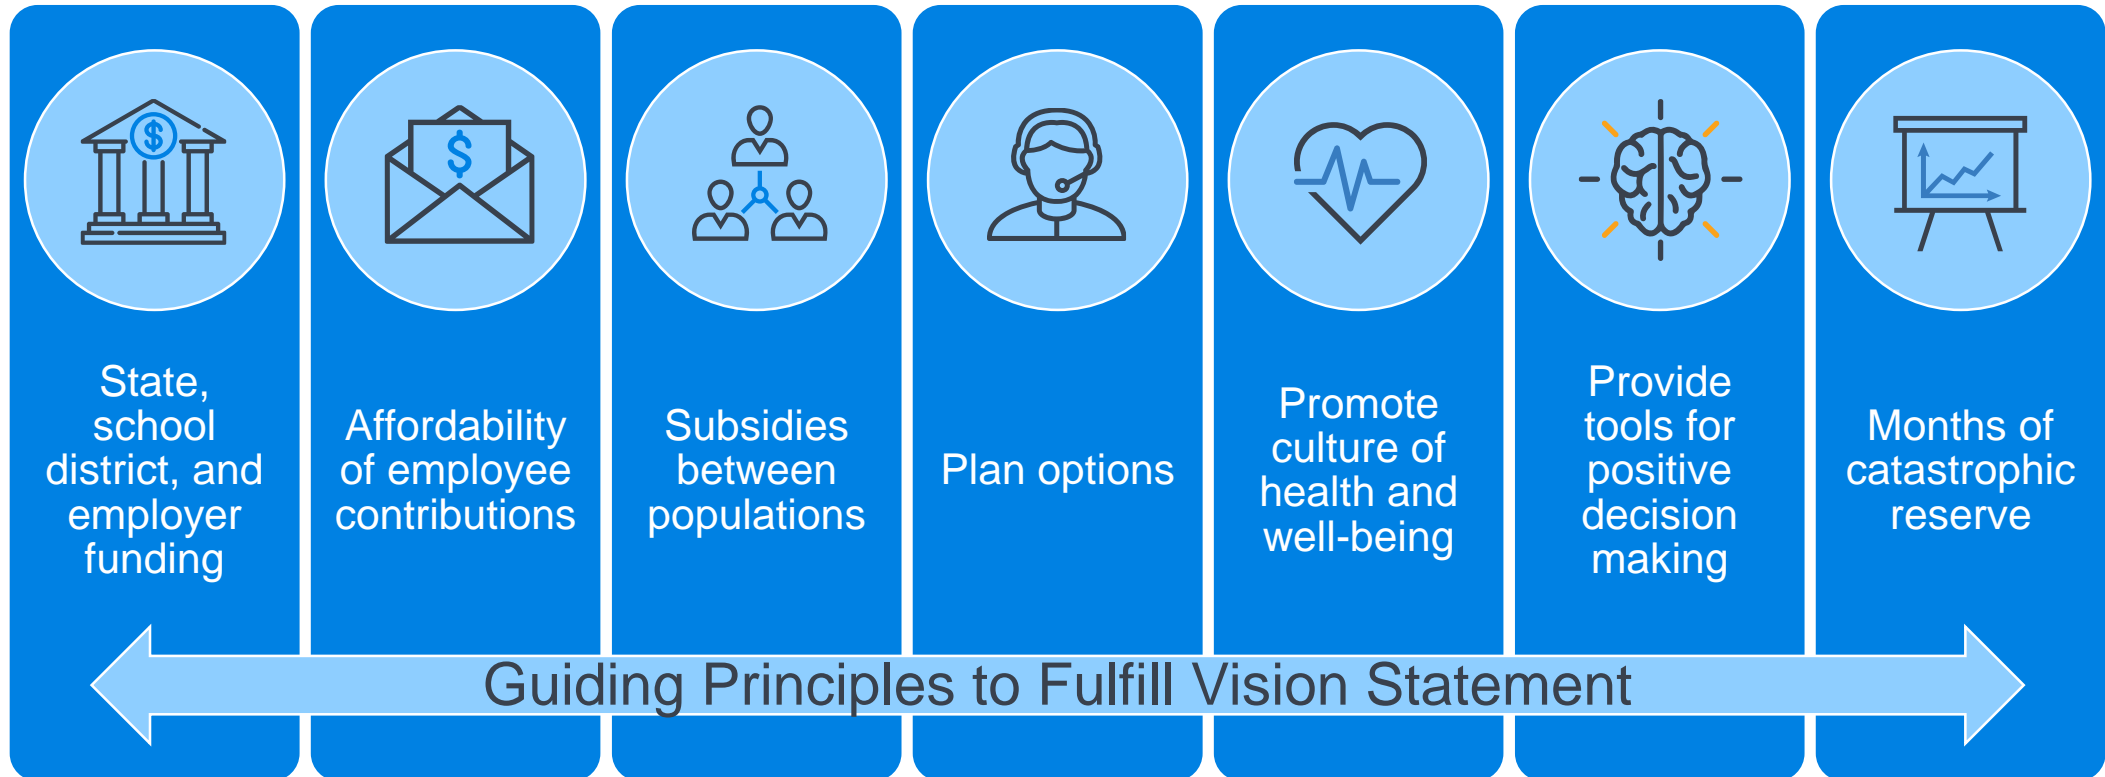 State,
school
district, and
employer
funding
Affordability
of employee
contributions
Subsidies
between
populations
Plan options
Promote
culture of
health and
well-being
Provide
tools for
positive
decision
making
Months of
catastrophic
reserve
Guiding Principles to Fulfill Vision Statement